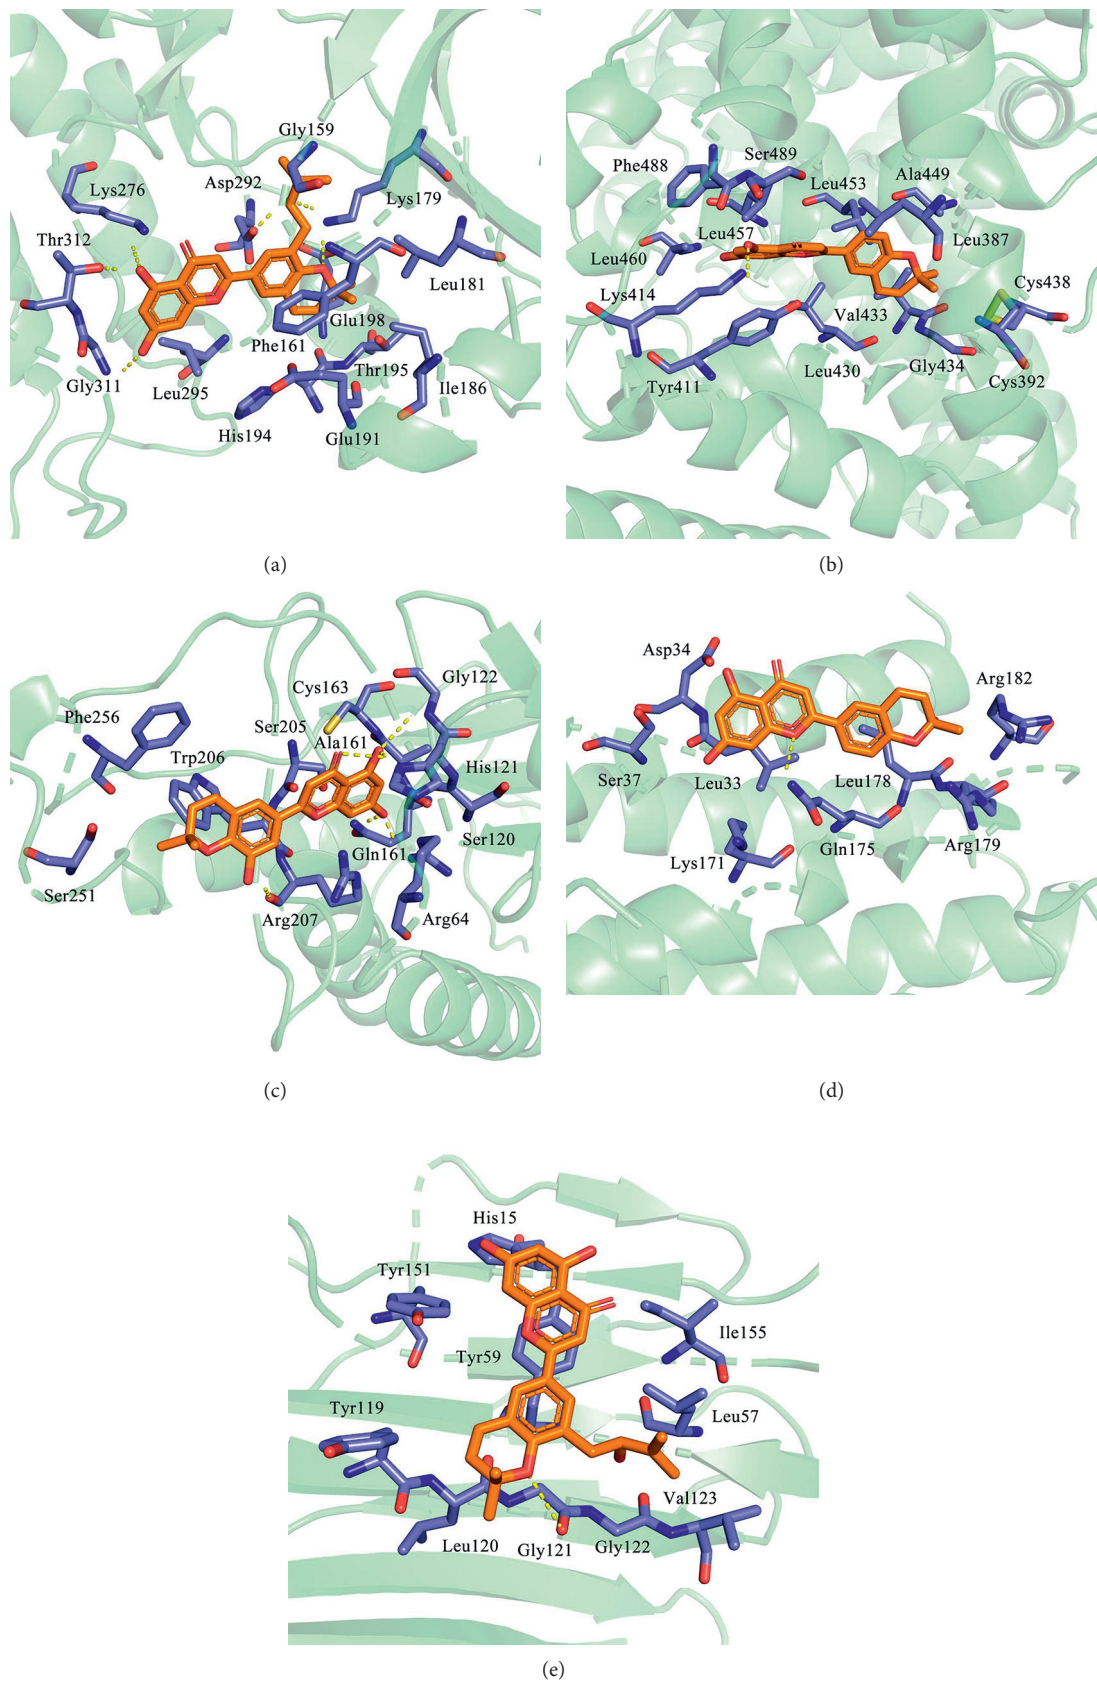 Gly159
Asp292
Lys276
Lys179
Thr312
Leu181
Glu198
Phe161
Thr195
Gly311
Leu295
Ile186
His194
Glu191
(a)
Ser489
Phe488
Ala449
Leu453
Leu457
Leu387
Leu460
Cys438
Lys414
Val433
Leu430
Gly434
Tyr411
Cys392
(b)
Gly122
Cys163
Phe256
Ser205
Ala161
Trp206
His121
Ser120
Gln161
Ser251
Arg207
Arg64
(c)
Asp34
Arg182
Ser37
Leu33
Leu178
Gln175
Arg179
Lys171
(d)
His15
Tyr151
Ile155
Tyr59
Tyr119
Leu57
Val123
Leu120
Gly121
Gly122
(e)